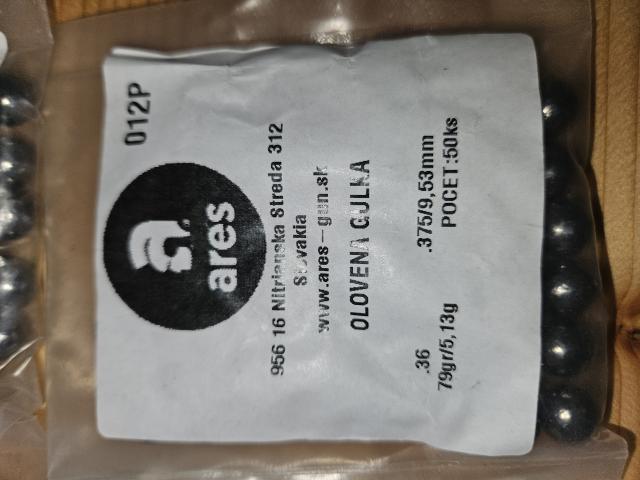 012P
ares
956 16 Nitrianska Streda 312
Slovakia
www.ares-gun.sk
OLOVENA GULKA
.36 .375/9,53mm
79gr/5,13g POCET:50ks